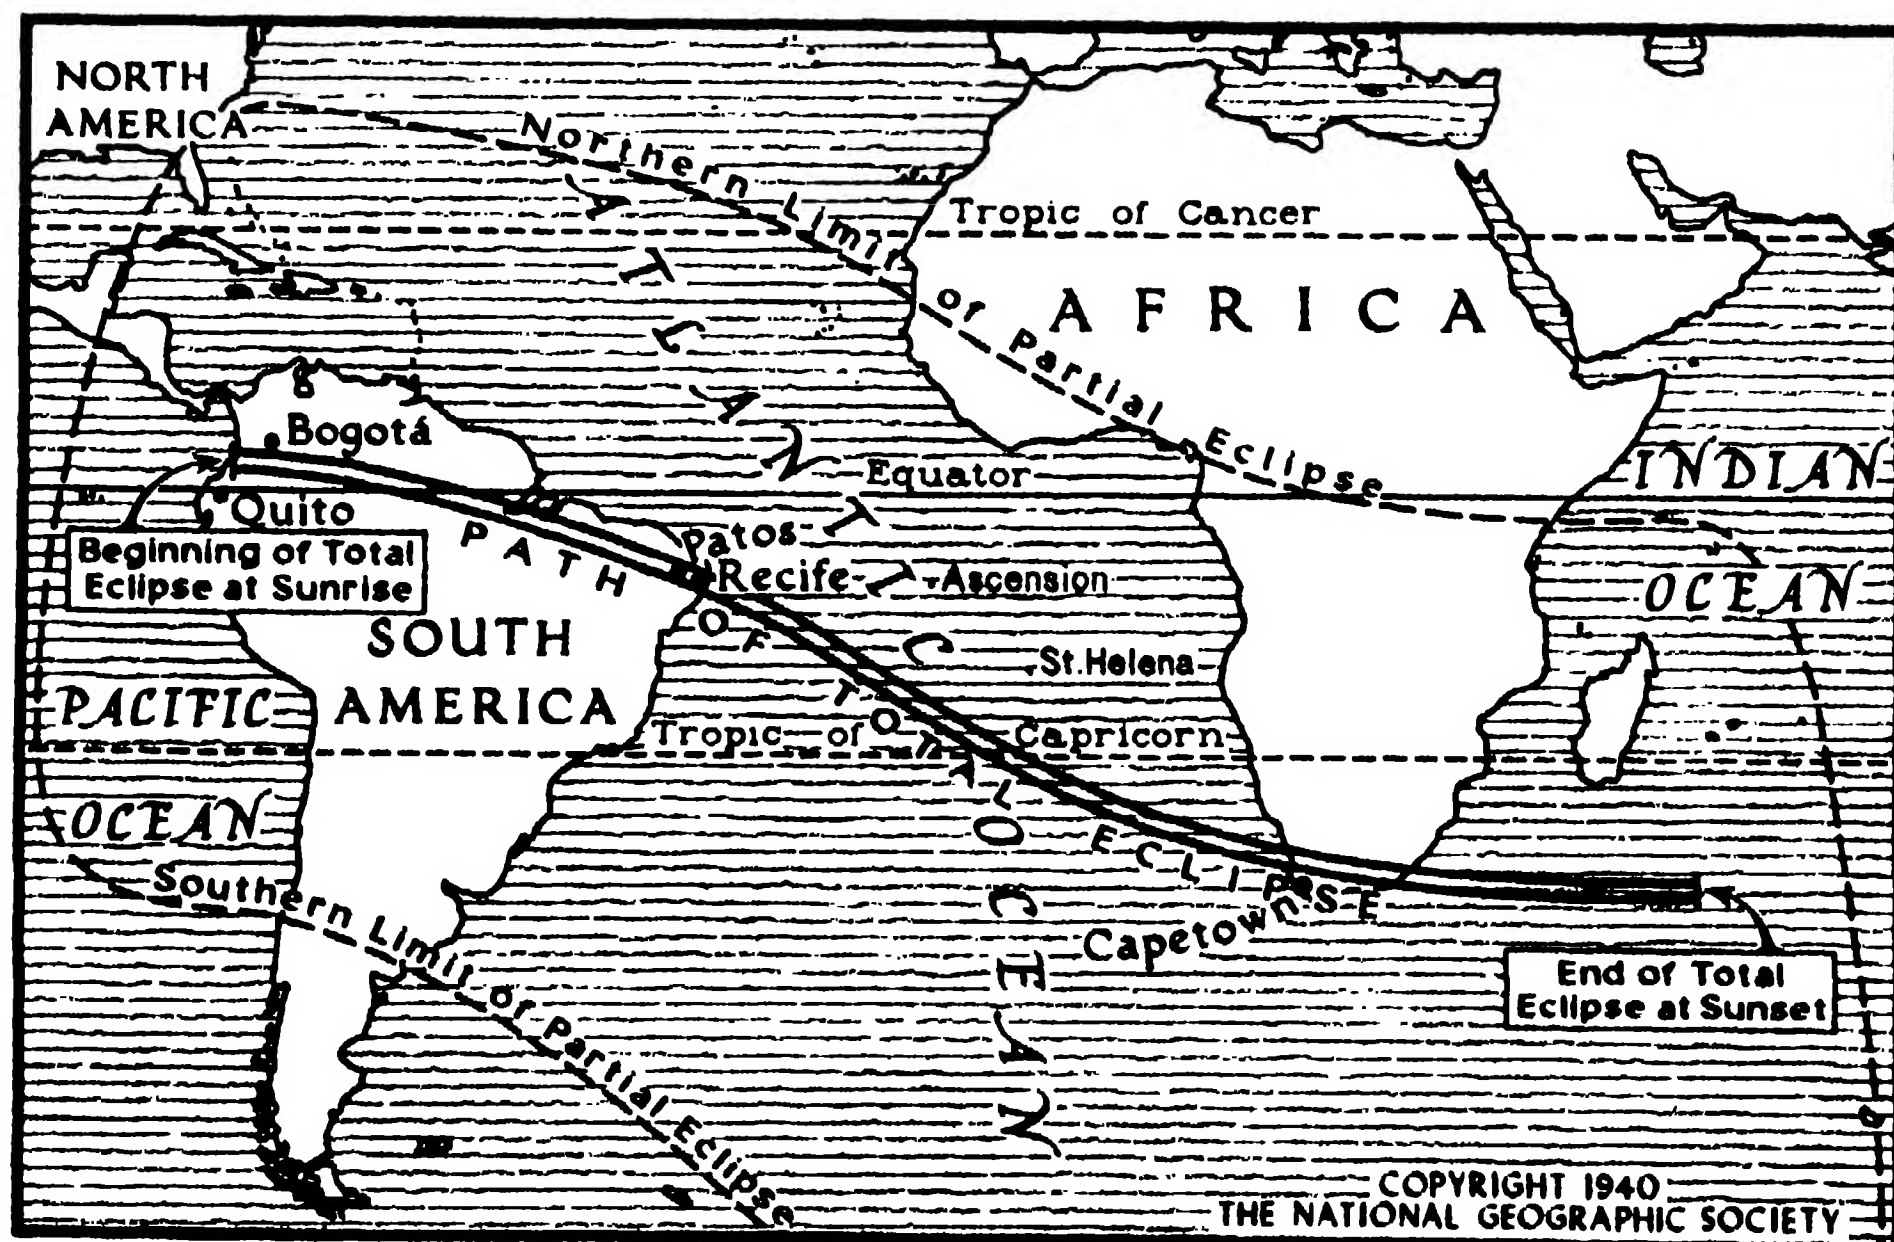 NORTH
AMERICA
Northern Limit of Partial Eclipse
Tropic of Cancer
AFRICA
ATLANTIC OCEAN
Bogotá
Equator
INDIAN
OCEAN
Quito
Beginning of Total
Eclipse at Sunrise
PATH OF TOTAL ECLIPSE
Patos
Recife
Ascension
SOUTH
AMERICA
St. Helena
PACIFIC
OCEAN
Tropic of Capricorn
Southern Limit of Partial Eclipse
Capetown
End of Total
Eclipse at Sunset
COPYRIGHT 1940
THE NATIONAL GEOGRAPHIC SOCIETY